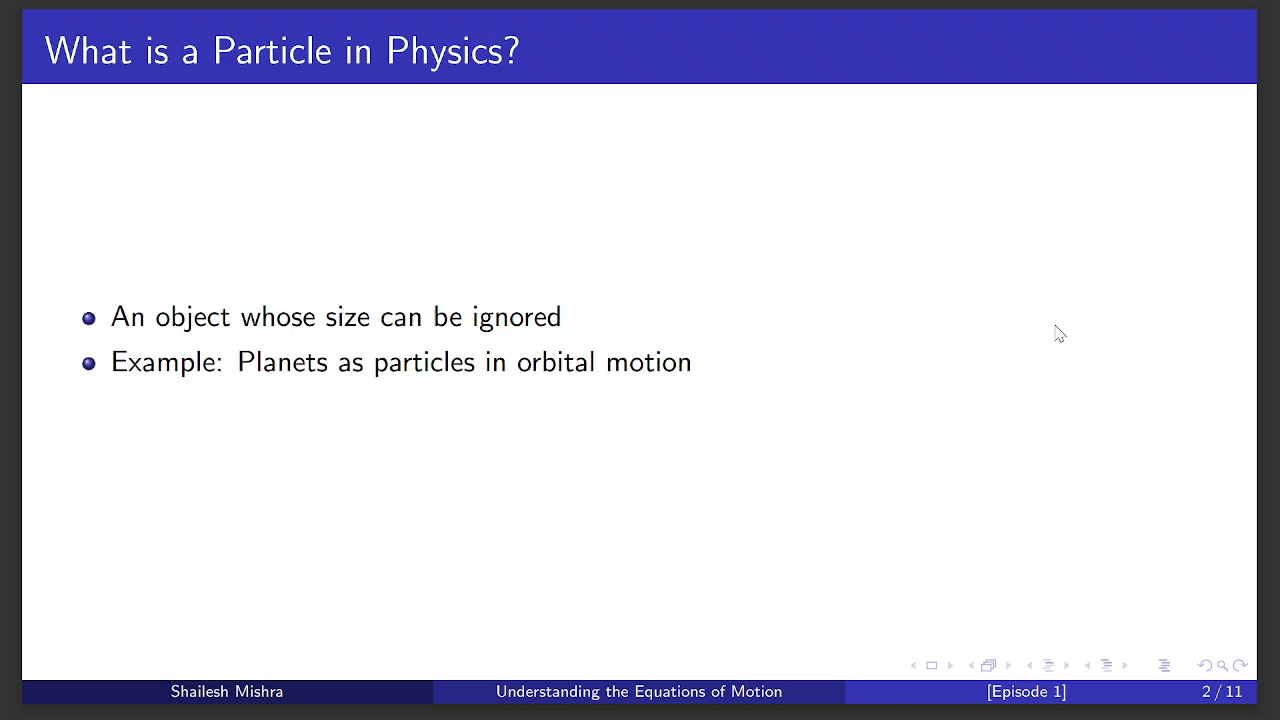 What is a Particle in Physics?
An object whose size can be ignored
Example: Planets as particles in orbital motion
Shailesh Mishra
Understanding the Equations of Motion
[Episode 1]
2 / 11